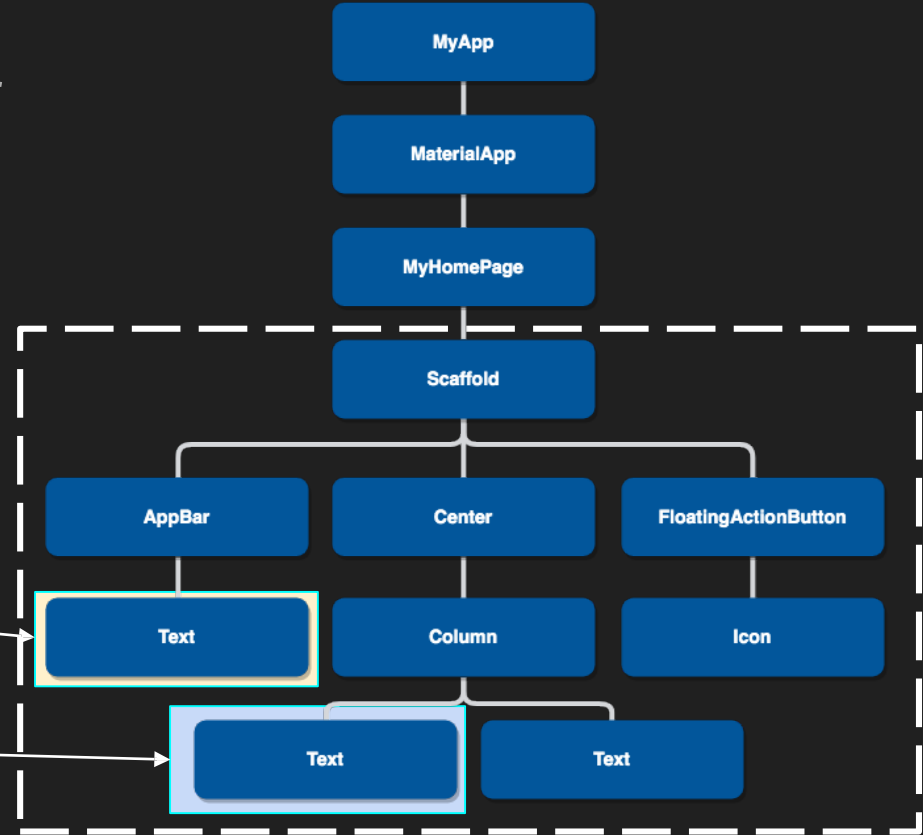 MyApp
MaterialApp
MyHomePage
Scaffold
AppBar
Center
FloatingActionButton
Text
Column
Icon
Text
Text